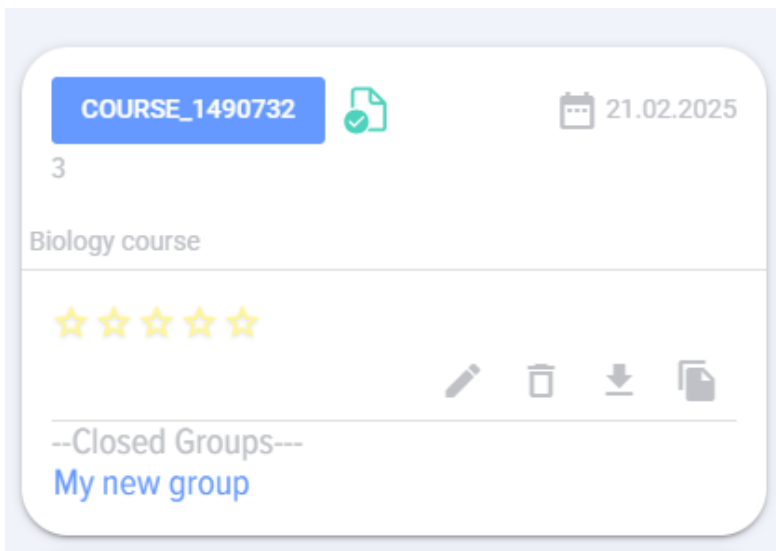 COURSE_1490732
21.02.2025
3
Biology course
--Closed Groups---
My new group